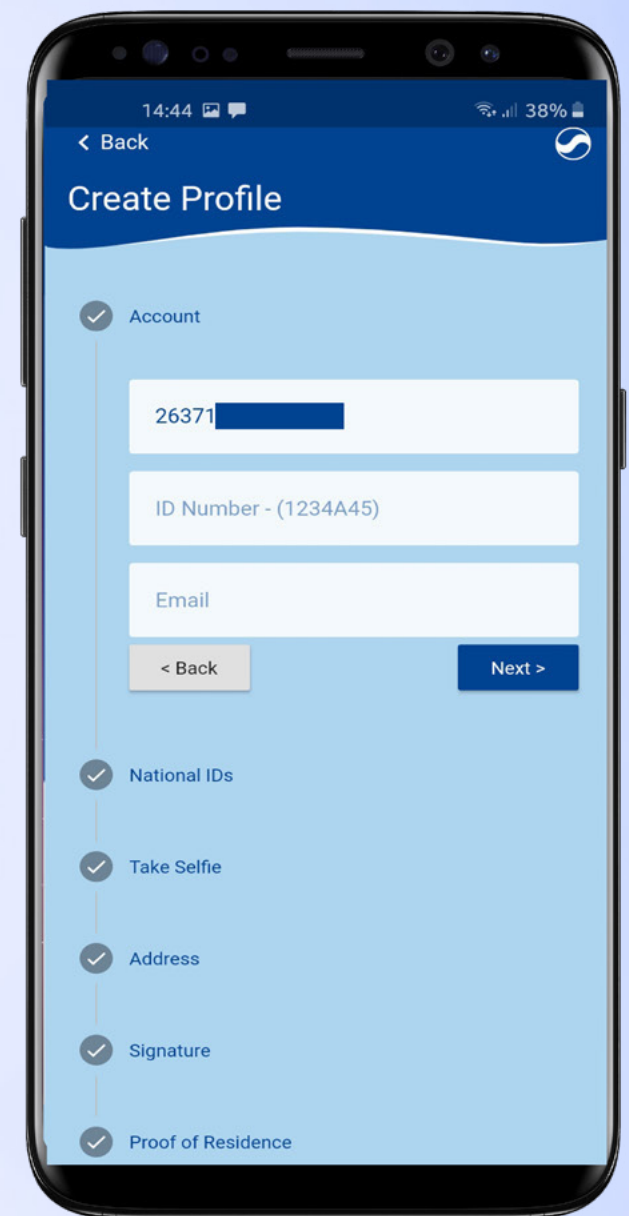 14:44
38%
< Back
Create Profile
Account
26371
ID Number - (1234A45)
Email
< Back
Next >
National IDs
Take Selfie
Address
Signature
Proof of Residence